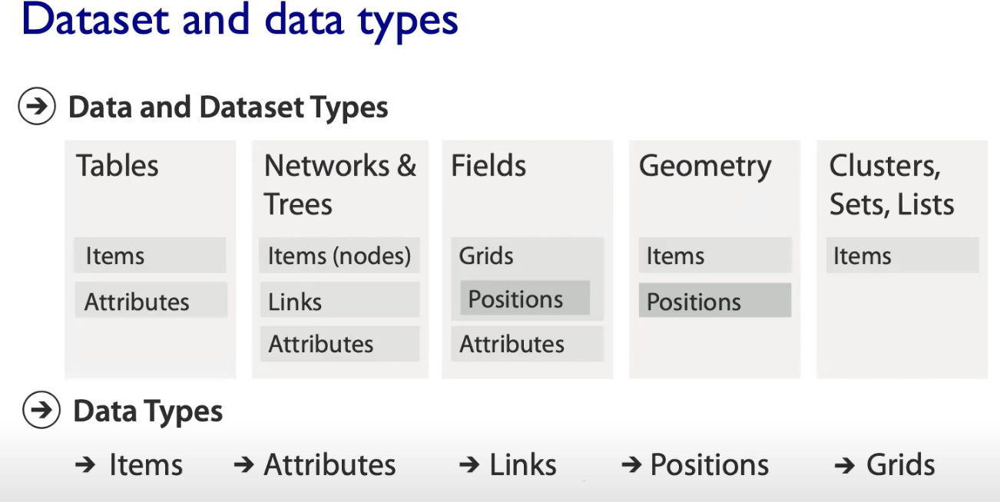 Dataset and data types
Data and Dataset Types
Tables
Items
Attributes
Networks &
Trees
Items (nodes)
Links
Attributes
Fields
Grids
Positions
Attributes
Geometry
Items
Positions
Clusters,
Sets, Lists
Items
Data Types
Items
Attributes
Links
Positions
Grids